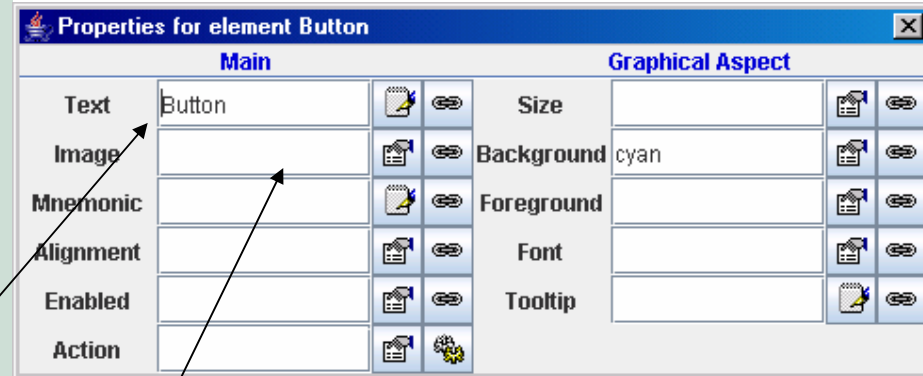 Properties for element Button
Main Graphical Aspect
Text Button Size
Image Background cyan
Mnemonic Foreground
Alignment Font
Enabled Tooltip
Action